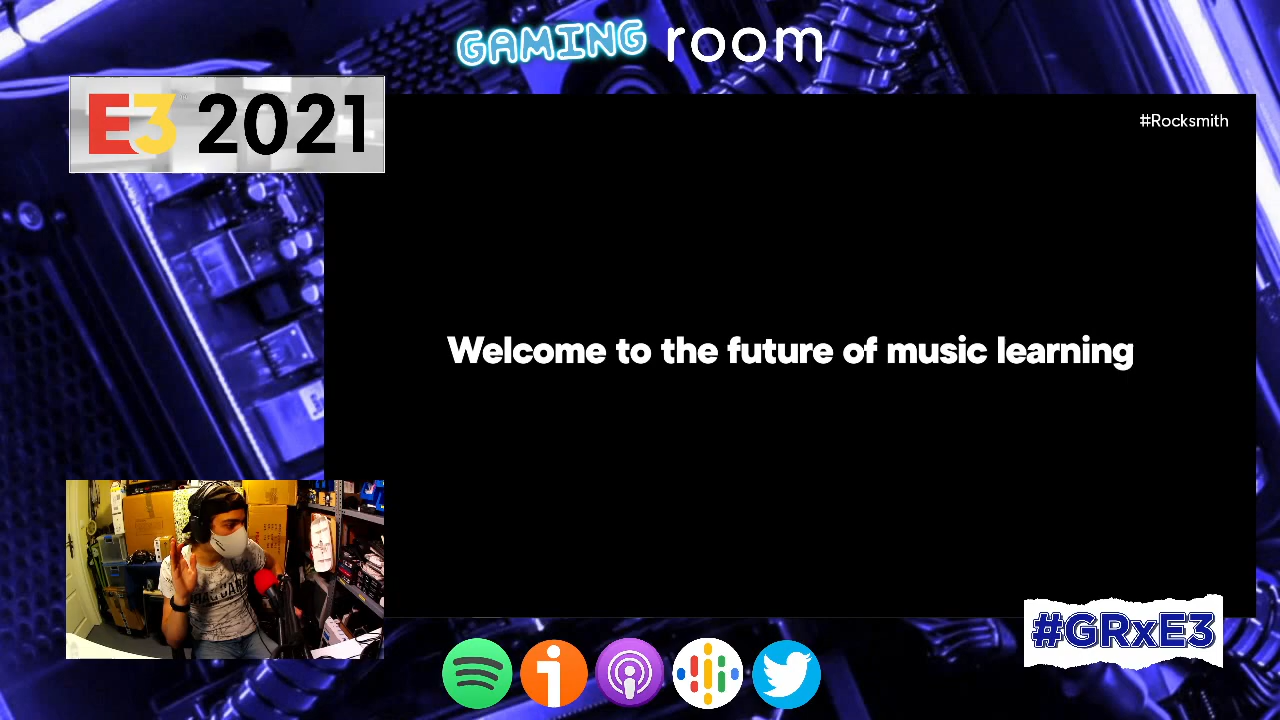 GAMING room
E3 2021
#Rocksmith
Welcome to the future of music learning
#GRxE3